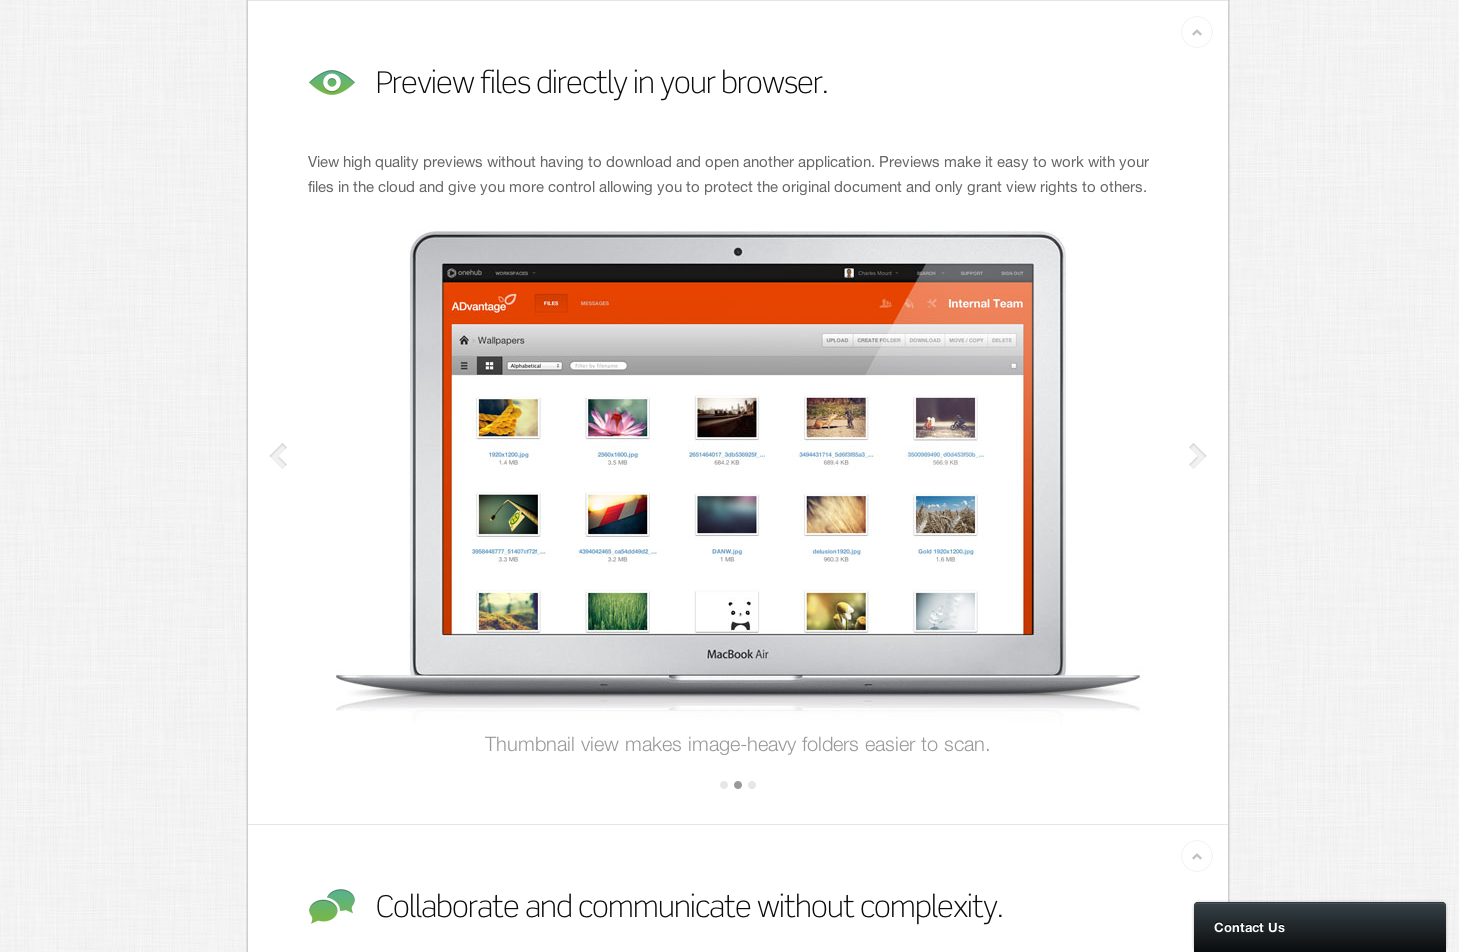 Preview files directly in your browser.
View high quality previews without having to download and open another application. Previews make it easy to work with your
files in the cloud and give you more control allowing you to protect the original document and only grant view rights to others.
onehub WORKSPACES Charles Mount SEARCH SUPPORT SIGN OUT
ADvantage FILES MESSAGES Internal Team
Wallpapers UPLOAD CREATE FOLDER DOWNLOAD MOVE / COPY DELETE
Alphabetical Filter by filename
1920x1200.jpg 2560x1600.jpg
1.4 MB 3.5 MB 684.2 KB 689.4 KB 566.9 KB
DANW.jpg delusion1920.jpg Gold 1920x1200.jpg
3.3 MB 3.2 MB 1 MB 960.3 KB 1.6 MB
MacBook Air
Thumbnail view makes image-heavy folders easier to scan.
Collaborate and communicate without complexity.
Contact Us